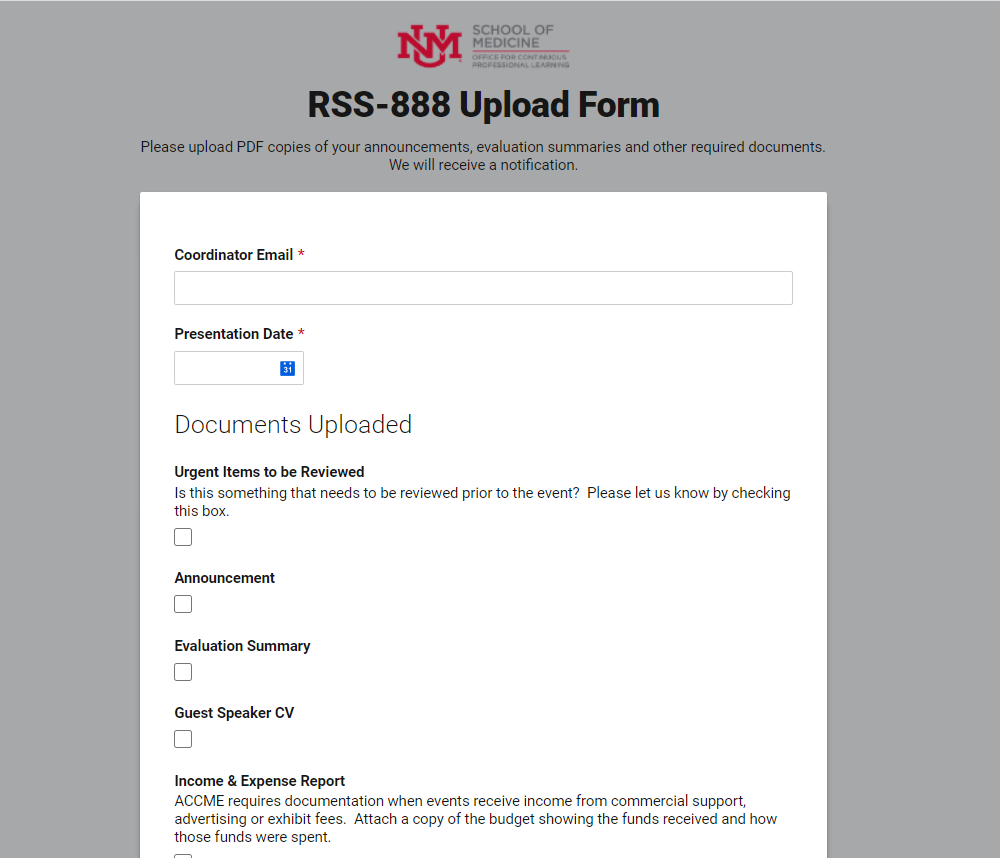 UNM
SCHOOL OF
MEDICINE
OFFICE FOR CONTINUOUS
PROFESSIONAL LEARNING
RSS-888 Upload Form
Please upload PDF copies of your announcements, evaluation summaries and other required documents.
We will receive a notification.
Coordinator Email *
Presentation Date *
31
Documents Uploaded
Urgent Items to be Reviewed
Is this something that needs to be reviewed prior to the event?  Please let us know by checking
this box.
Announcement
Evaluation Summary
Guest Speaker CV
Income & Expense Report
ACCME requires documentation when events receive income from commercial support,
advertising or exhibit fees.  Attach a copy of the budget showing the funds received and how
those funds were spent.